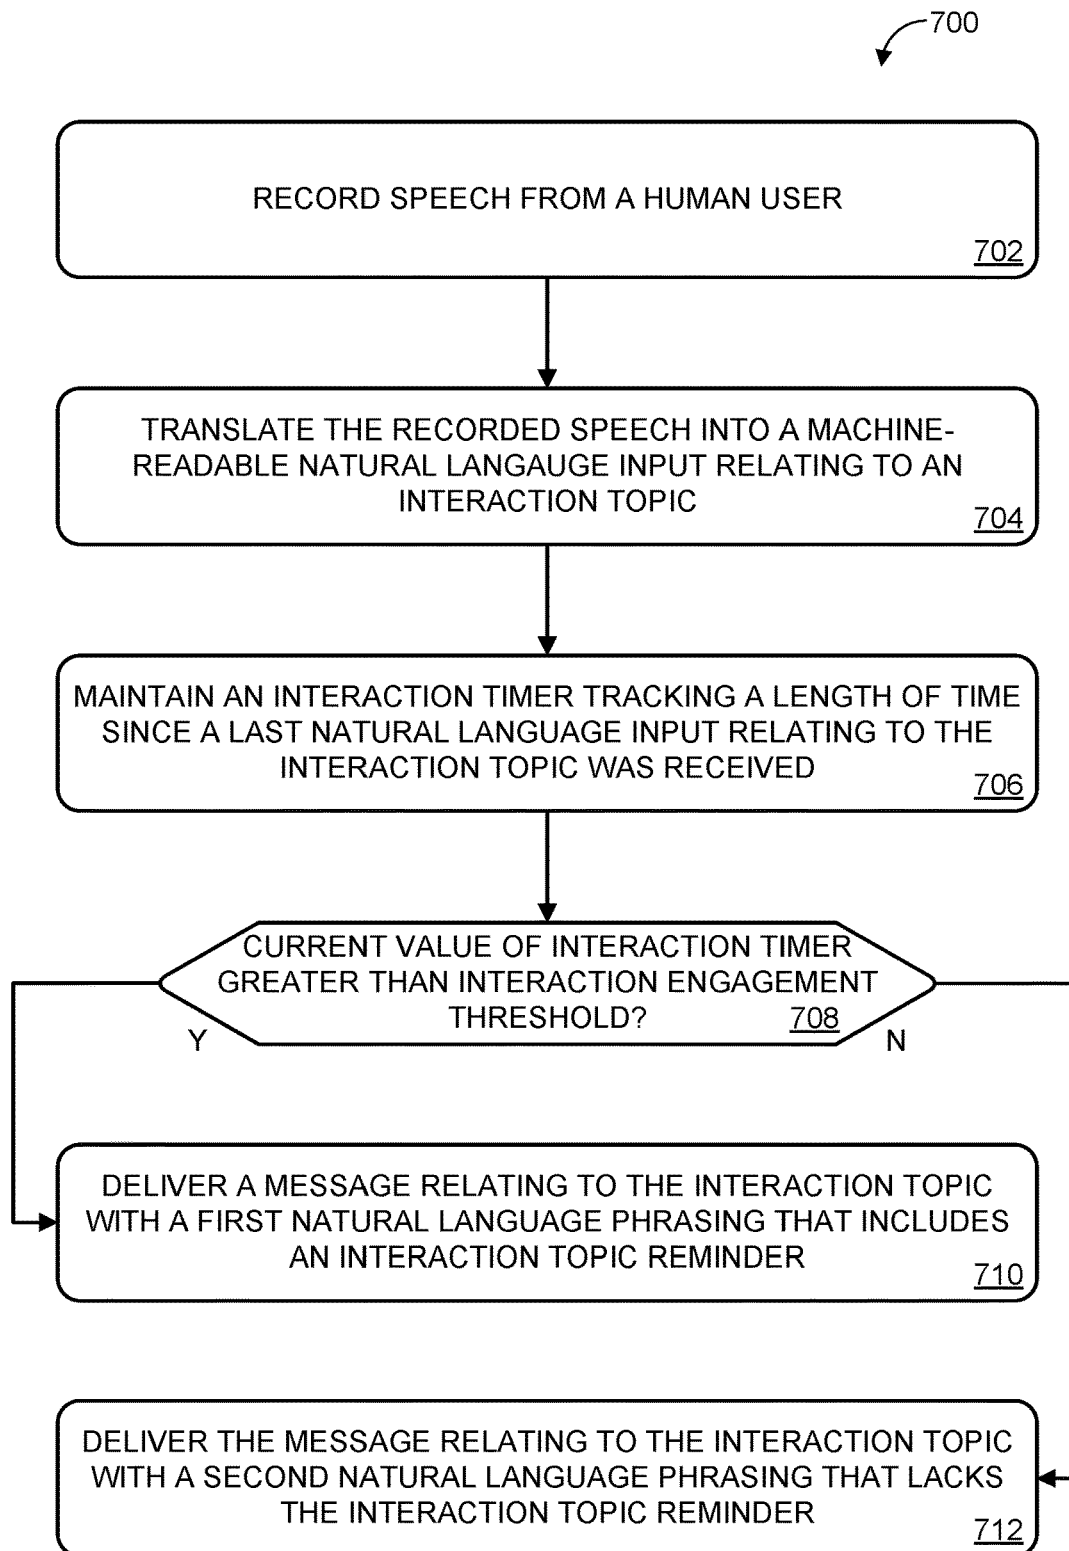 700
RECORD SPEECH FROM A HUMAN USER
702
TRANSLATE THE RECORDED SPEECH INTO A MACHINE-
READABLE NATURAL LANGAUGE INPUT RELATING TO AN
INTERACTION TOPIC
704
MAINTAIN AN INTERACTION TIMER TRACKING A LENGTH OF TIME
SINCE A LAST NATURAL LANGUAGE INPUT RELATING TO THE
INTERACTION TOPIC WAS RECEIVED
706
CURRENT VALUE OF INTERACTION TIMER
GREATER THAN INTERACTION ENGAGEMENT
THRESHOLD? 708
Y N
DELIVER A MESSAGE RELATING TO THE INTERACTION TOPIC
WITH A FIRST NATURAL LANGUAGE PHRASING THAT INCLUDES
AN INTERACTION TOPIC REMINDER
710
DELIVER THE MESSAGE RELATING TO THE INTERACTION TOPIC
WITH A SECOND NATURAL LANGUAGE PHRASING THAT LACKS
THE INTERACTION TOPIC REMINDER
712